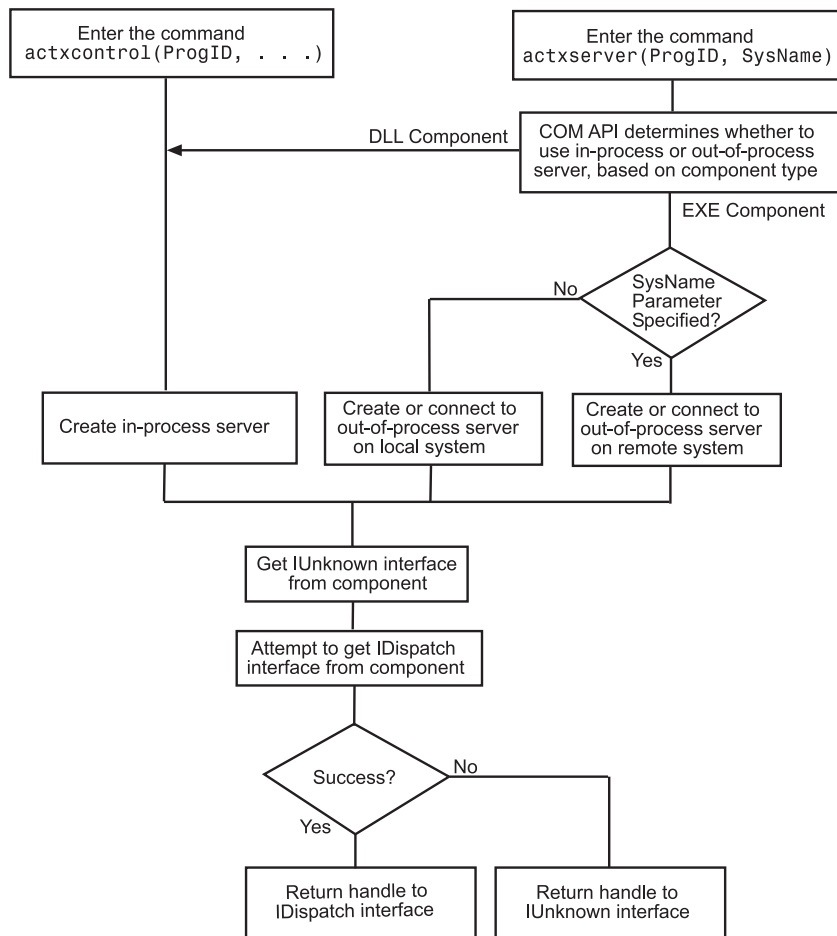 Enter the command
actxcontrol(ProgID, . . .)
Enter the command
actxserver(ProgID, SysName)
DLL Component
COM API determines whether to
use in-process or out-of-process
server, based on component type
EXE Component
SysName
Parameter
Specified?
No
Yes
Create in-process server
Create or connect to
out-of-process server
on local system
Create or connect to
out-of-process server
on remote system
Get IUnknown interface
from component
Attempt to get IDispatch
interface from component
Success?
No
Yes
Return handle to
IDispatch interface
Return handle to
IUnknown interface